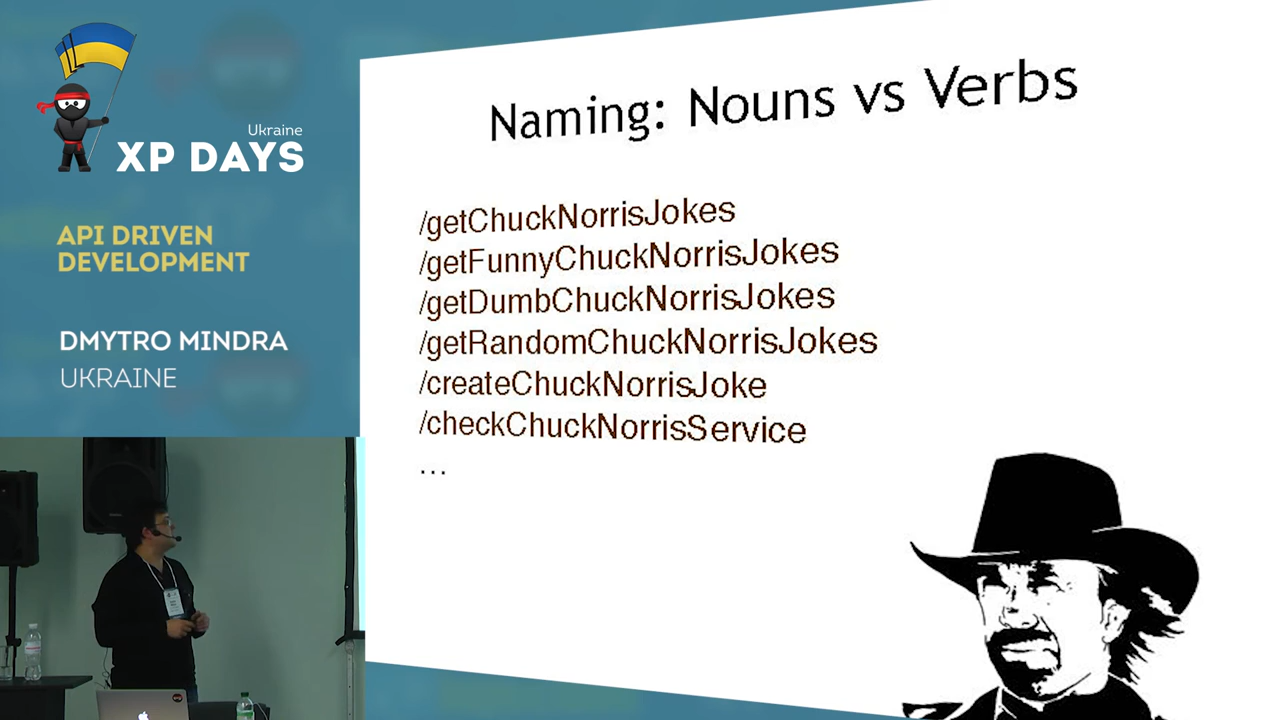 Ukraine
XP DAYS
API DRIVEN
DEVELOPMENT
DMYTRO MINDRA
UKRAINE
Naming: Nouns vs Verbs
/getChuckNorrisJokes
/getFunnyChuckNorrisJokes
/getDumbChuckNorrisJokes
/getRandomChuckNorrisJokes
/createChuckNorrisJoke
/checkChuckNorrisService
...